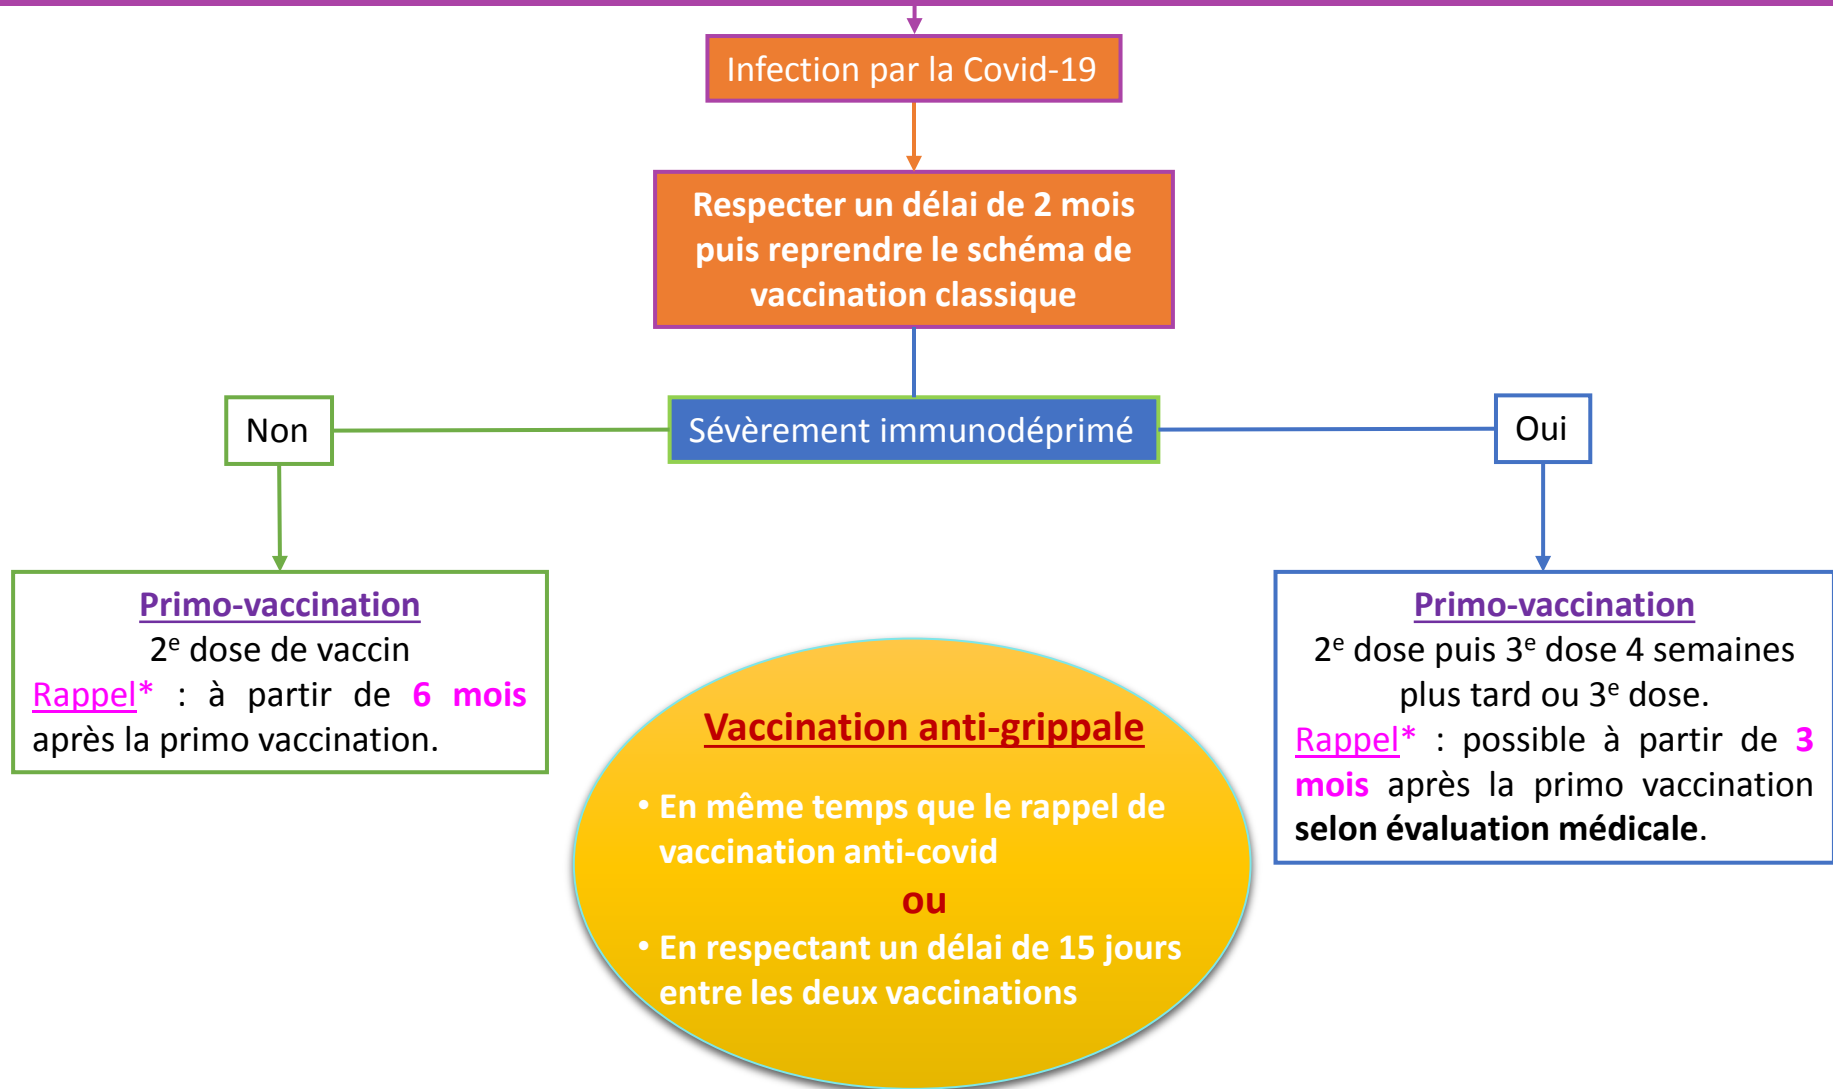 Infection par la Covid-19
Respecter un délai de 2 mois
puis reprendre le schéma de
vaccination classique
Non
Sévèrement immunodéprimé
Oui
Primo-vaccination
2e dose de vaccin
Rappel* : à partir de 6 mois
après la primo vaccination.
Primo-vaccination
2e dose puis 3e dose 4 semaines
plus tard ou 3e dose.
Rappel* : possible à partir de 3
mois après la primo vaccination
selon évaluation médicale.
Vaccination anti-grippale
• En même temps que le rappel de
vaccination anti-covid
ou
• En respectant un délai de 15 jours
entre les deux vaccinations